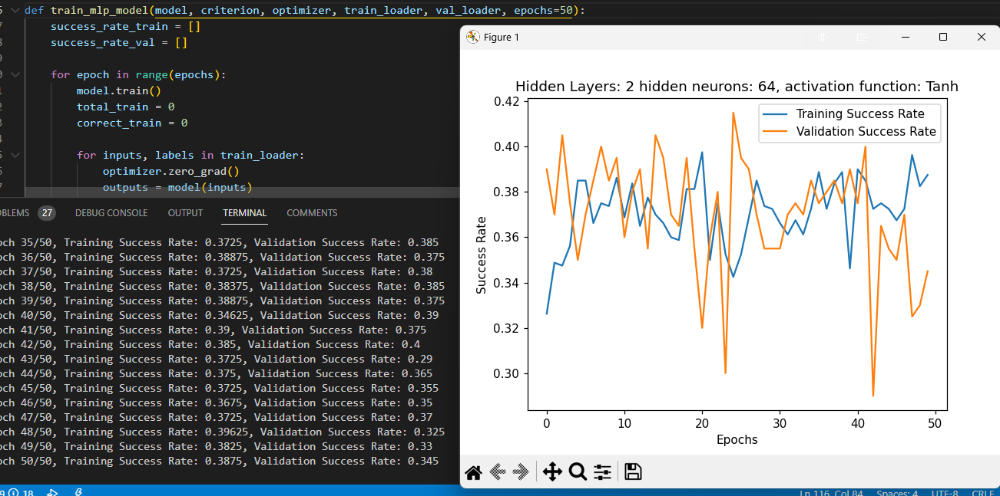 def train_mlp_model(model, criterion, optimizer, train_loader, val_loader, epochs=50):
success_rate_train = []
success_rate_val = []
for epoch in range(epochs):
model.train()
total_train = 0
correct_train = 0
for inputs, labels in train_loader:
optimizer.zero_grad()
outputs = model(inputs)
OBLEMS 27 DEBUG CONSOLE OUTPUT TERMINAL COMMENTS
och 35/50, Training Success Rate: 0.3725, Validation Success Rate: 0.385
och 36/50, Training Success Rate: 0.38875, Validation Success Rate: 0.375
och 37/50, Training Success Rate: 0.3725, Validation Success Rate: 0.38
och 38/50, Training Success Rate: 0.38375, Validation Success Rate: 0.385
och 39/50, Training Success Rate: 0.38875, Validation Success Rate: 0.375
och 40/50, Training Success Rate: 0.34625, Validation Success Rate: 0.39
och 41/50, Training Success Rate: 0.39, Validation Success Rate: 0.375
och 42/50, Training Success Rate: 0.385, Validation Success Rate: 0.4
och 43/50, Training Success Rate: 0.3725, Validation Success Rate: 0.29
och 44/50, Training Success Rate: 0.375, Validation Success Rate: 0.365
och 45/50, Training Success Rate: 0.3725, Validation Success Rate: 0.355
och 46/50, Training Success Rate: 0.3675, Validation Success Rate: 0.35
och 47/50, Training Success Rate: 0.3725, Validation Success Rate: 0.37
och 48/50, Training Success Rate: 0.39625, Validation Success Rate: 0.325
och 49/50, Training Success Rate: 0.3825, Validation Success Rate: 0.33
och 50/50, Training Success Rate: 0.3875, Validation Success Rate: 0.345
Figure 1
Hidden Layers: 2 hidden neurons: 64, activation function: Tanh
Training Success Rate
Validation Success Rate
0.42
0.40
0.38
0.36
0.34
0.32
0.30
Success Rate
0 10 20 30 40 50
Epochs
9 18
Ln 116, Col 84 Spaces: 4 UTF-8 CRLF